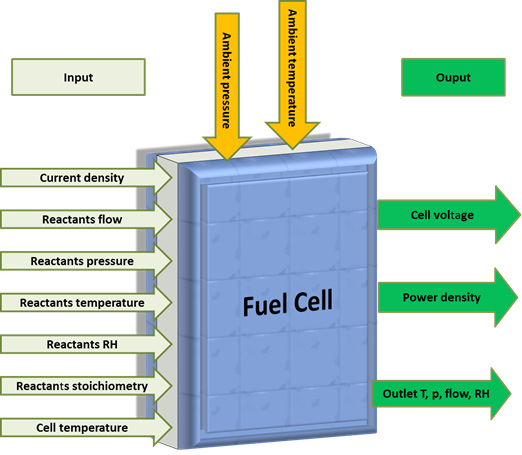 Input
Ambient pressure
Ambient temperature
Ouput
Current density
Reactants flow
Reactants pressure
Reactants temperature
Reactants RH
Reactants stoichiometry
Cell temperature
Fuel Cell
Cell voltage
Power density
Outlet T, p, flow, RH